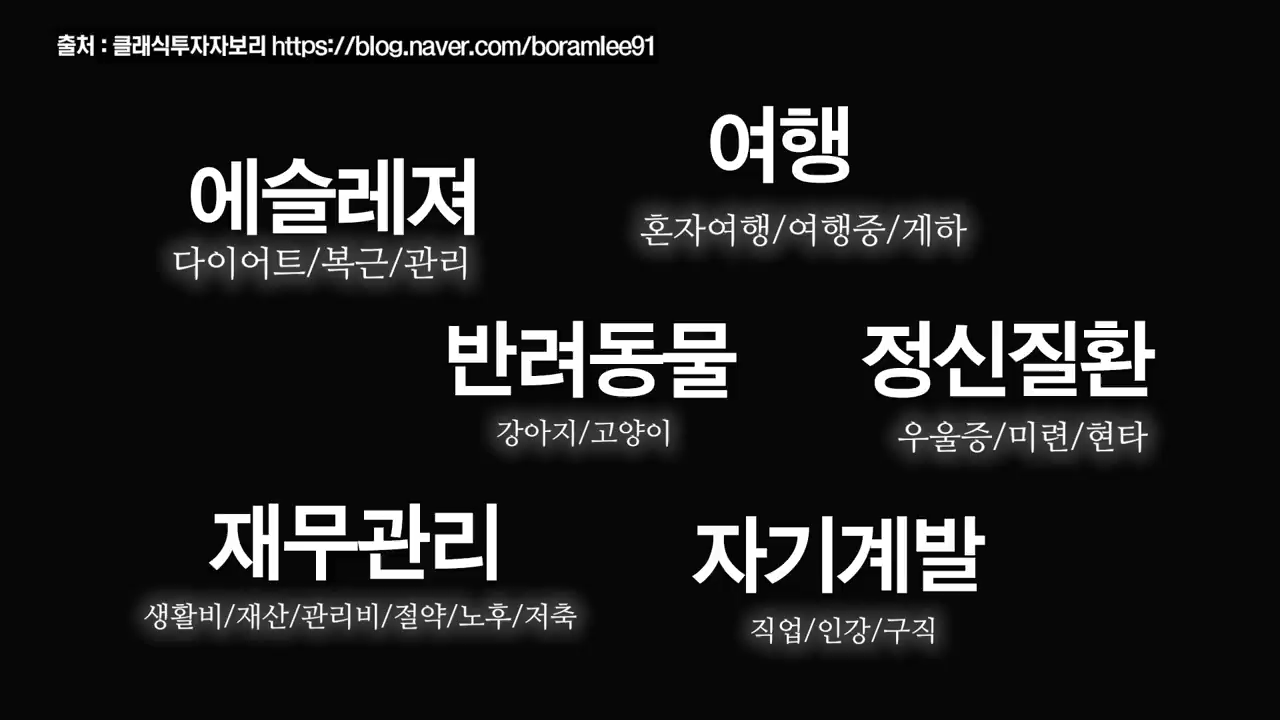 출처 : 클래식투자자보리 https://blog.naver.com/boramlee91
여행
혼자여행/여행중/게하
에슬레져
다이어트/복근/관리
반려동물
강아지/고양이
정신질환
우울증/미련/현타
재무관리
생활비/재산/관리비/절약/노후/저축
자기계발
직업/인강/구직